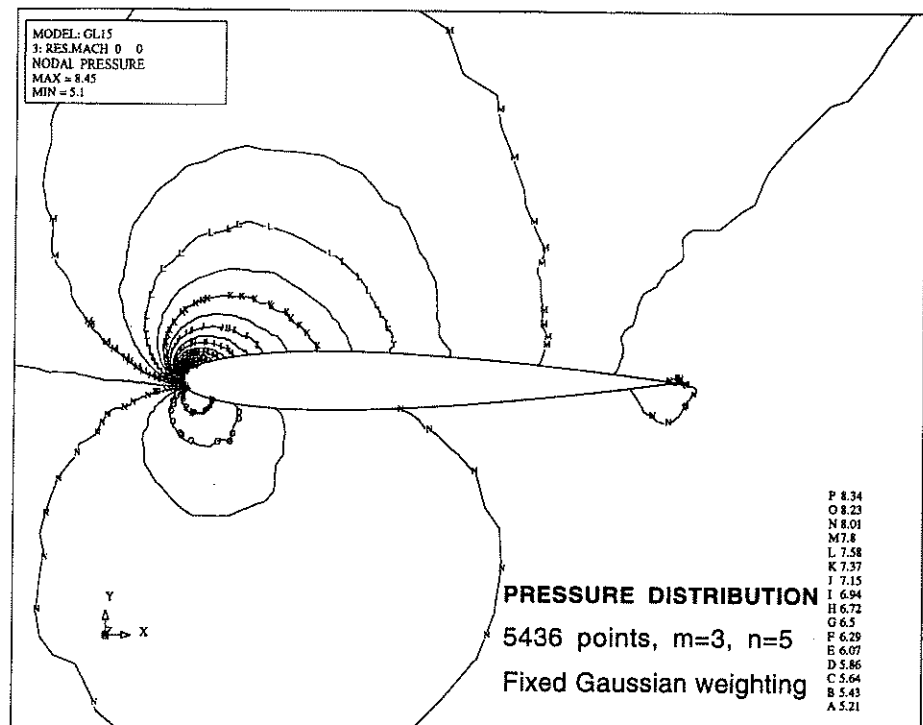 MODEL: GL15
3: RES.MACH 0 0
NODAL PRESSURE
MAX = 8.45
MIN = 5.1
P 8.34
O 8.23
N 8.01
M 7.8
L 7.58
K 7.37
J 7.15
I 6.94
H 6.72
G 6.5
F 6.29
E 6.07
D 5.86
C 5.64
B 5.43
A 5.21
PRESSURE DISTRIBUTION
5436 points, m=3, n=5
Fixed Gaussian weighting
Y
Z X